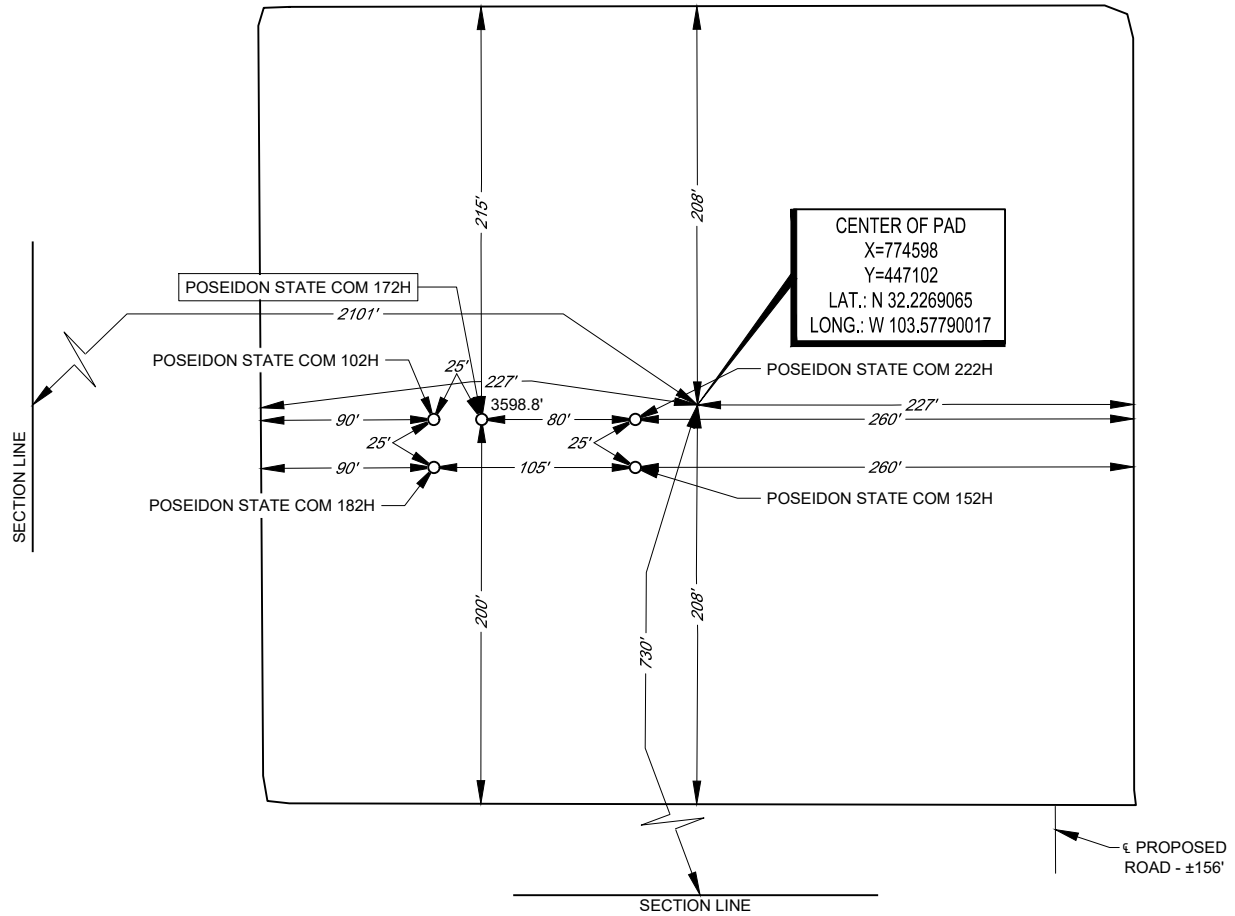 215'
208'
CENTER OF PAD
X=774598
Y=447102
LAT.: N 32.2269065
LONG.: W 103.57790017
POSEIDON STATE COM 172H
2101'
POSEIDON STATE COM 102H
25'
227'
POSEIDON STATE COM 222H
3598.8'
227'
90'
80'
260'
25'
25'
90'
105'
260'
POSEIDON STATE COM 182H
POSEIDON STATE COM 152H
SECTION LINE
200'
208'
730'
℄ PROPOSED
ROAD - ±156'
SECTION LINE